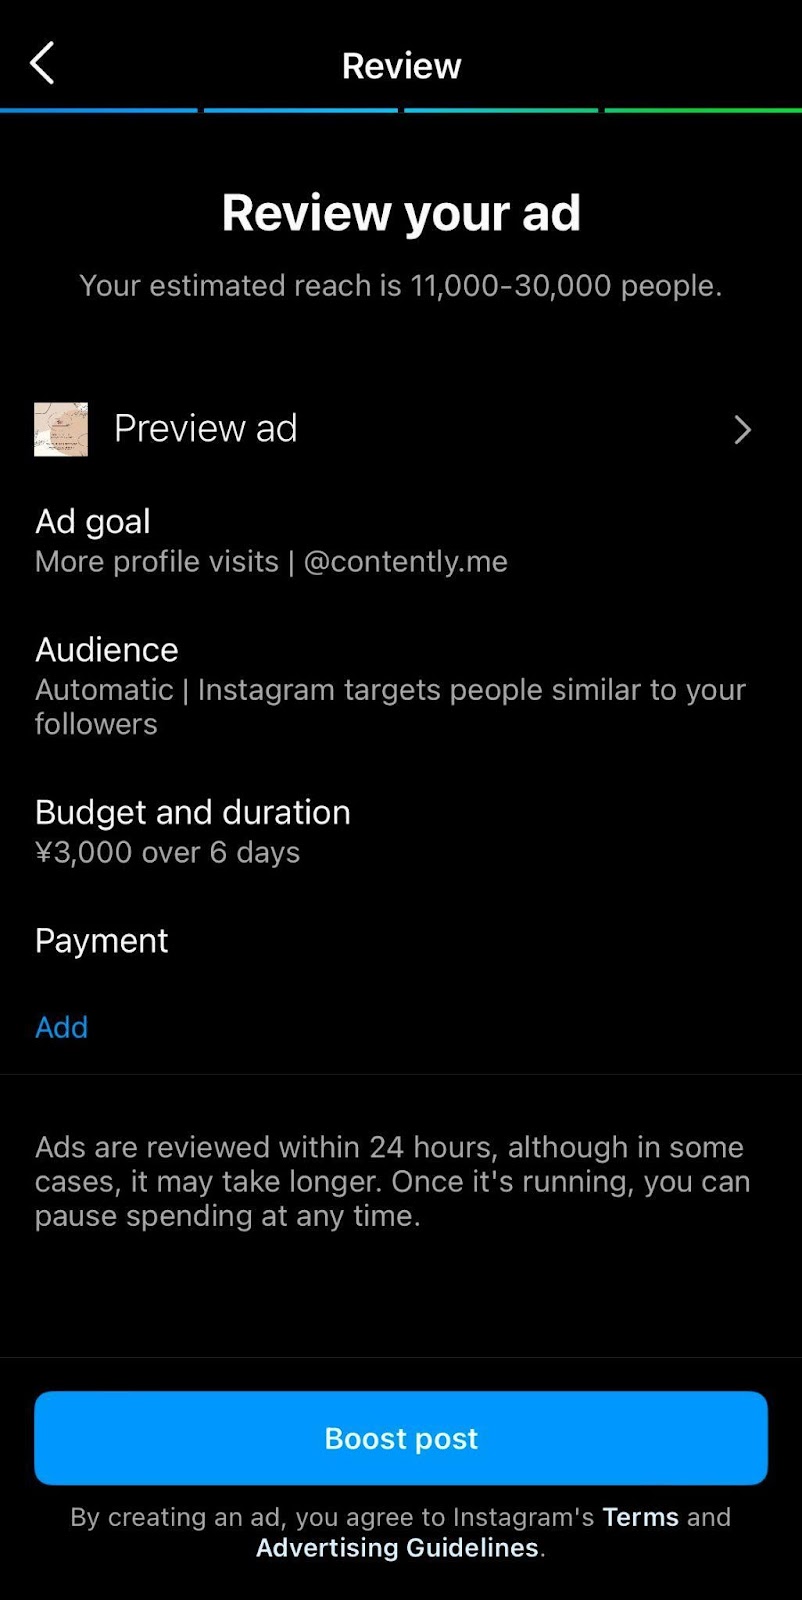 Review
Review your ad
Your estimated reach is 11,000-30,000 people.
Preview ad
Ad goal
More profile visits | @contently.me
Audience
Automatic | Instagram targets people similar to your
followers
Budget and duration
¥3,000 over 6 days
Payment
Add
Ads are reviewed within 24 hours, although in some
cases, it may take longer. Once it's running, you can
pause spending at any time.
Boost post
By creating an ad, you agree to Instagram's Terms and
Advertising Guidelines.